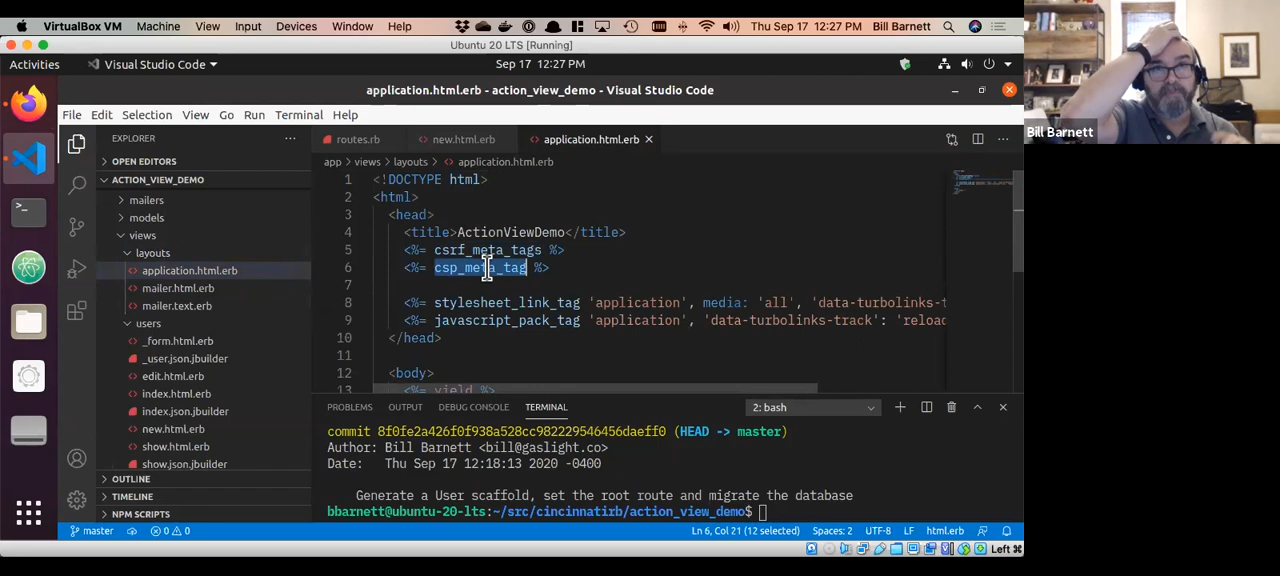 VirtualBox VM Machine View Input Devices Window Help Thu Sep 17 12:27 PM Bill Barnett
Ubuntu 20 LTS [Running]
Activities Visual Studio Code Sep 17 12:27 PM
application.html.erb - action_view_demo - Visual Studio Code
File Edit Selection View Go Run Terminal Help
Bill Barnett
EXPLORER
OPEN EDITORS
ACTION_VIEW_DEMO
mailers
models
views
layouts
application.html.erb
mailer.html.erb
mailer.text.erb
users
_form.html.erb
_user.json.jbuilder
edit.html.erb
index.html.erb
index.json.jbuilder
new.html.erb
show.html.erb
show.json.jbuilder
OUTLINE
TIMELINE
NPM SCRIPTS
routes.rb new.html.erb application.html.erb
app > views > layouts > application.html.erb
1 <!DOCTYPE html>
2 <html>
3 <head>
4 <title>ActionViewDemo</title>
5 <%= csrf_meta_tags %>
6 <%= csp_meta_tag %>
7
8 <%= stylesheet_link_tag 'application', media: 'all', 'data-turbolinks-t
9 <%= javascript_pack_tag 'application', 'data-turbolinks-track': 'reload
10 </head>
11
12 <body>
13 <%= yield %>
PROBLEMS OUTPUT DEBUG CONSOLE TERMINAL 2: bash
commit 8f0fe2a426f0f938a528cc982229546456daeff0 (HEAD -> master)
Author: Bill Barnett <bill@gaslight.co>
Date: Thu Sep 17 12:18:13 2020 -0400
Generate a User scaffold, set the root route and migrate the database
bbarnett@ubuntu-20-lts:~/src/cincinnatirb/action_view_demo$
master 0 0 Ln 6, Col 21 (12 selected) Spaces: 2 UTF-8 LF html.erb
Left ⌘